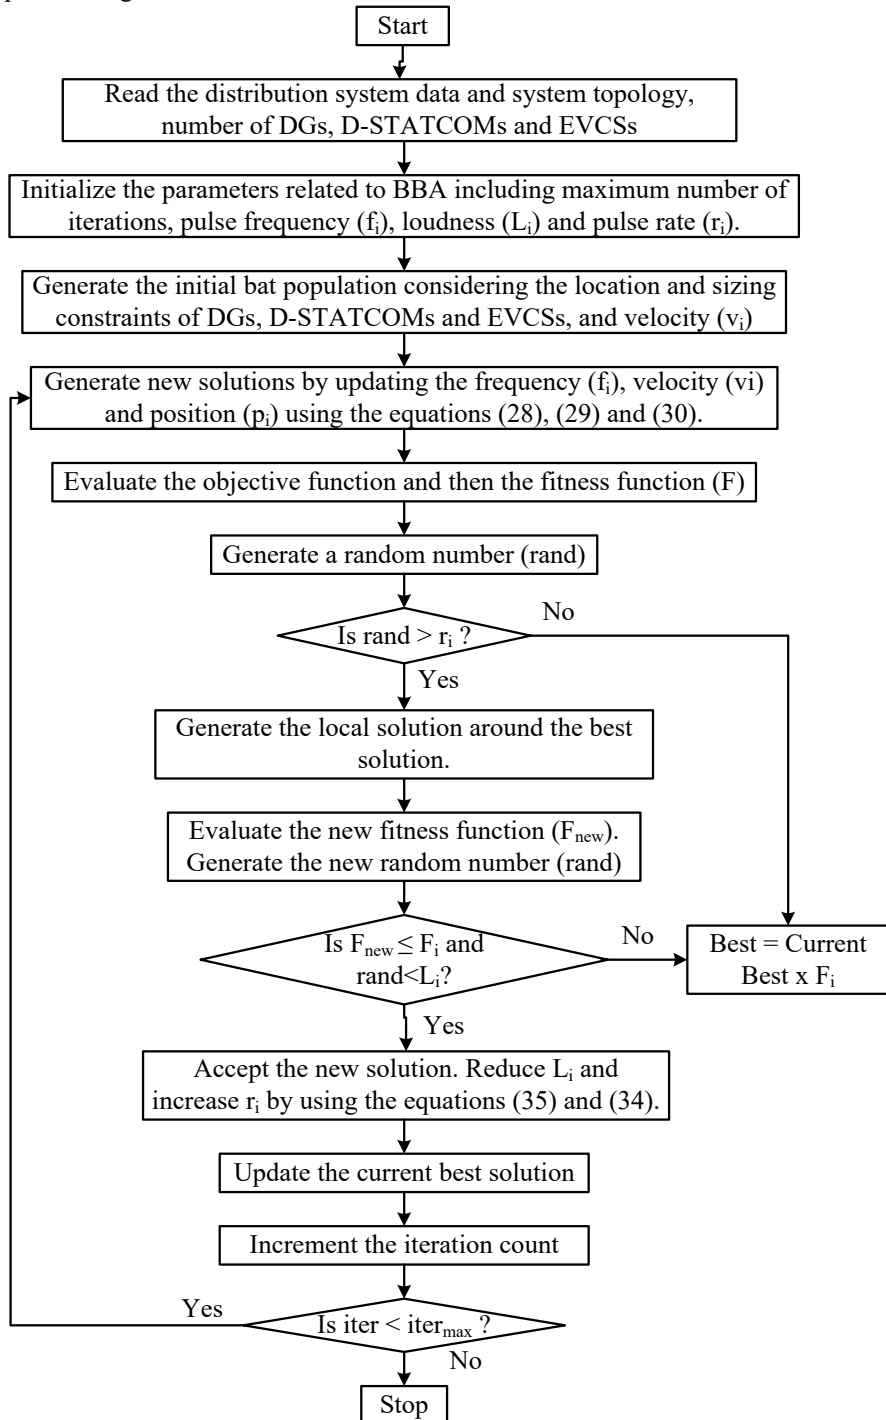 Start
Read the distribution system data and system topology,
number of DGs, D-STATCOMs and EVCSs
Initialize the parameters related to BBA including maximum number of
iterations, pulse frequency (fi), loudness (Li) and pulse rate (ri).
Generate the initial bat population considering the location and sizing
constraints of DGs, D-STATCOMs and EVCSs, and velocity (vi)
Generate new solutions by updating the frequency (fi), velocity (vi)
and position (pi) using the equations (28), (29) and (30).
Evaluate the objective function and then the fitness function (F)
Generate a random number (rand)
No
Is rand > ri ?
Yes
Generate the local solution around the best
solution.
Evaluate the new fitness function (Fnew).
Generate the new random number (rand)
Is Fnew ≤ Fi and
rand<Li?
No
Best = Current
Best x Fi
Yes
Accept the new solution. Reduce Li and
increase ri by using the equations (35) and (34).
Update the current best solution
Increment the iteration count
Yes
Is iter < itermax ?
No
Stop